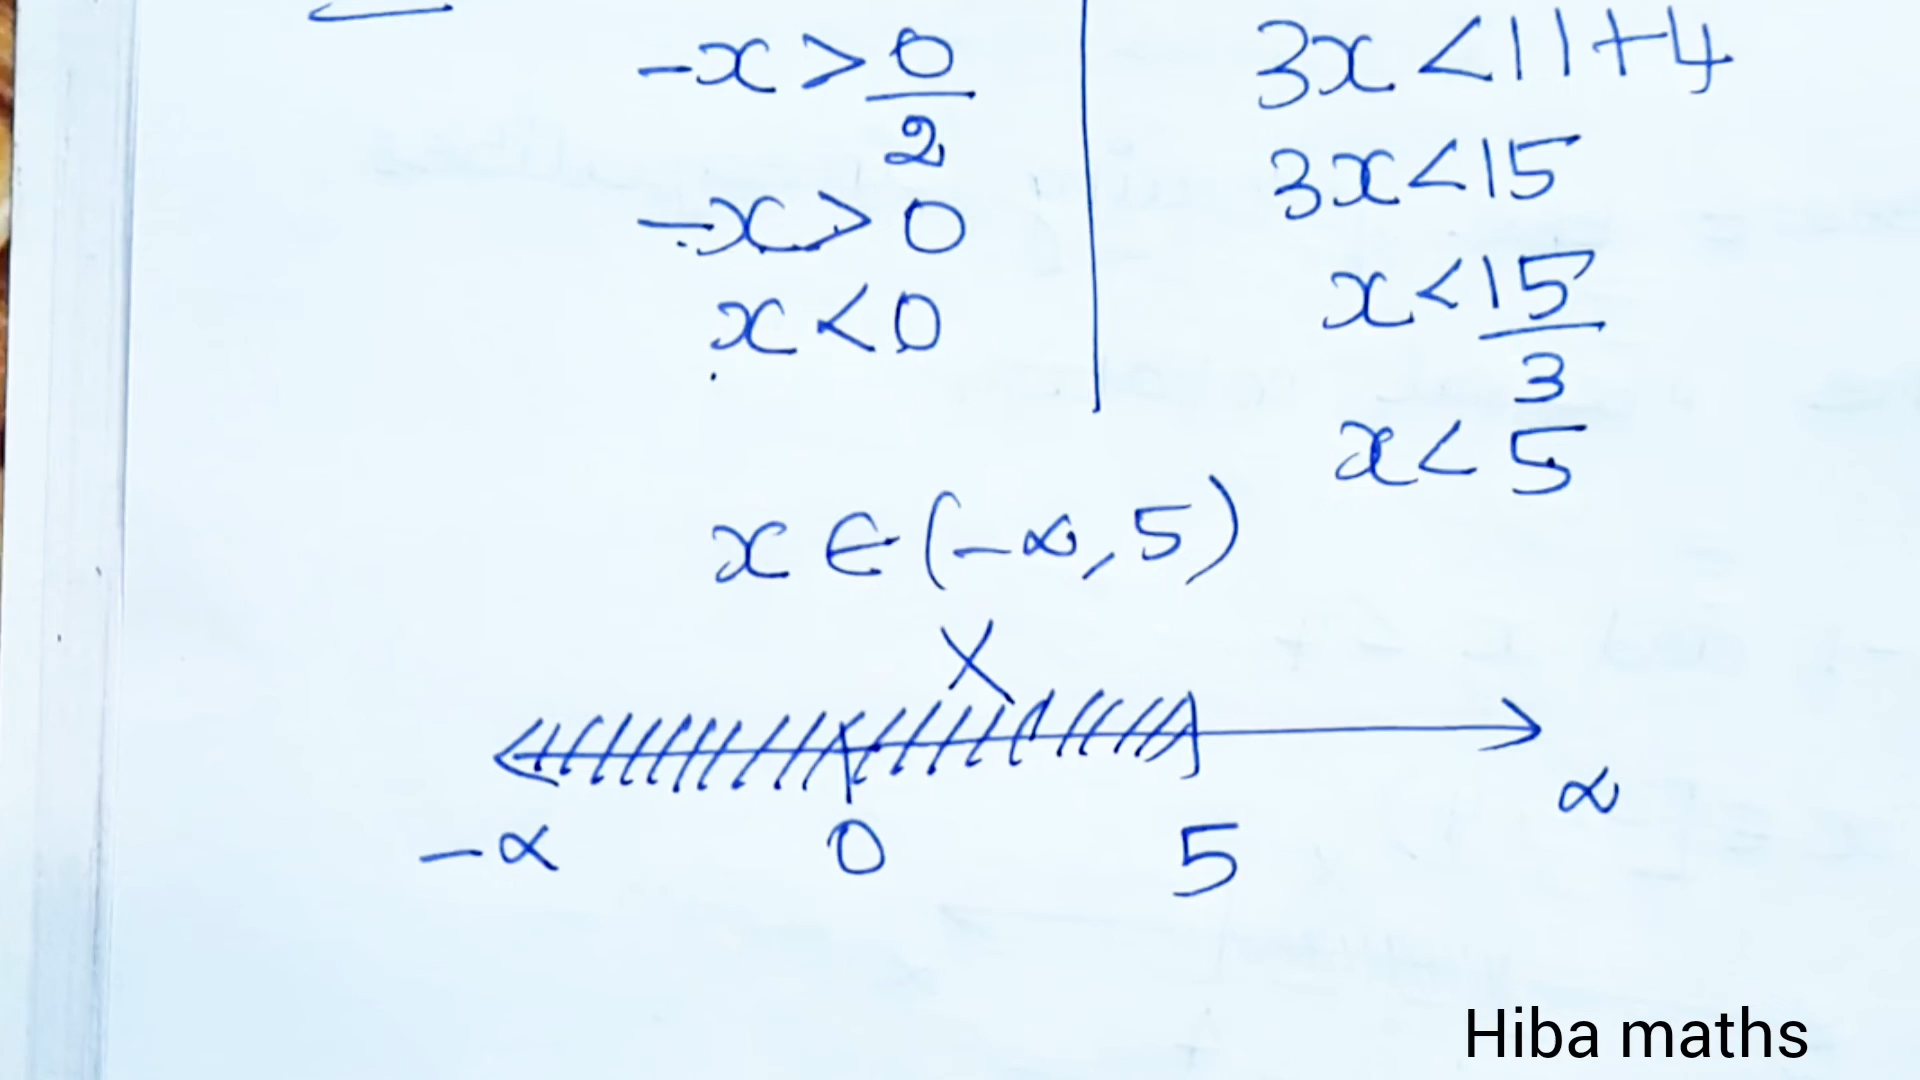 -x > 0/2
-x > 0
x < 0
3x < 11+4
3x < 15
x < 15/3
x < 5
x ∈ (-∞, 5)
X
-∞ 0 5 ∞
Hiba maths